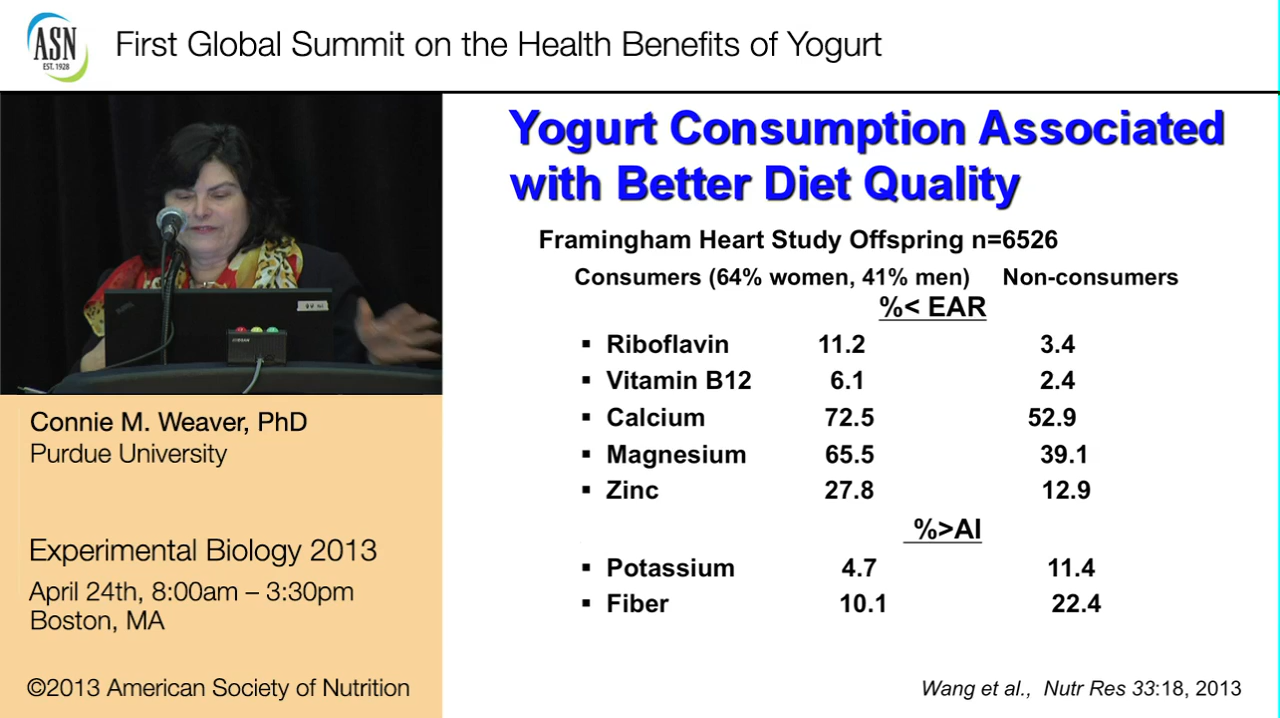 ASN
EST. 1928
First Global Summit on the Health Benefits of Yogurt
Connie M. Weaver, PhD
Purdue University
Experimental Biology 2013
April 24th, 8:00am – 3:30pm
Boston, MA
©2013 American Society of Nutrition
Yogurt Consumption Associated
with Better Diet Quality
Framingham Heart Study Offspring n=6526
Consumers (64% women, 41% men) Non-consumers
%< EAR
▪ Riboflavin 11.2 3.4
▪ Vitamin B12 6.1 2.4
▪ Calcium 72.5 52.9
▪ Magnesium 65.5 39.1
▪ Zinc 27.8 12.9
%>AI
▪ Potassium 4.7 11.4
▪ Fiber 10.1 22.4
Wang et al., Nutr Res 33:18, 2013